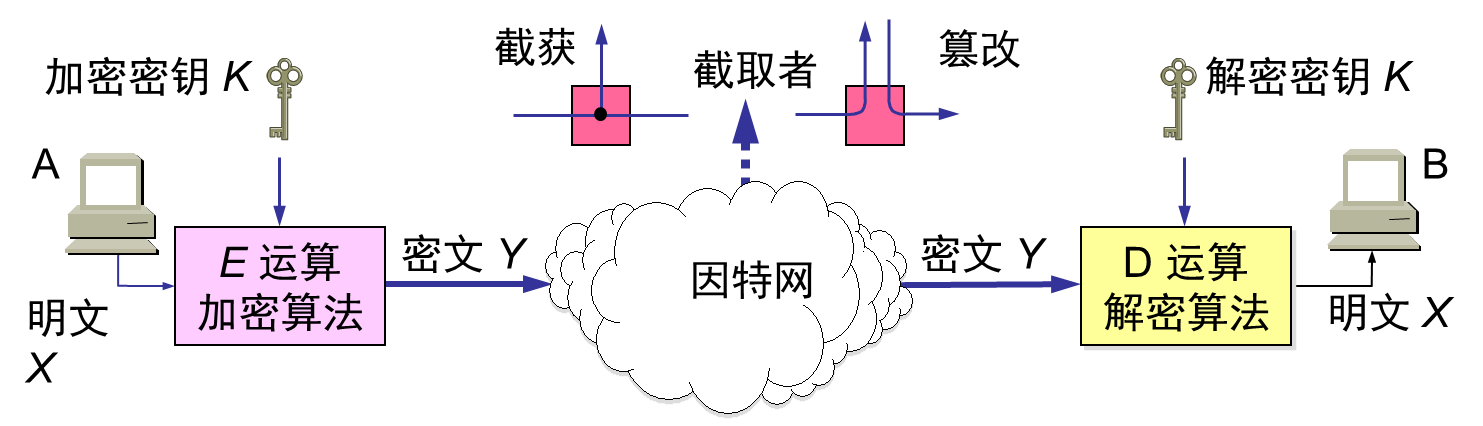 截获
截取者
篡改
加密密钥 K
解密密钥 K
A
B
E 运算
加密算法
密文 Y
因特网
密文 Y
D 运算
解密算法
明文
X
明文 X